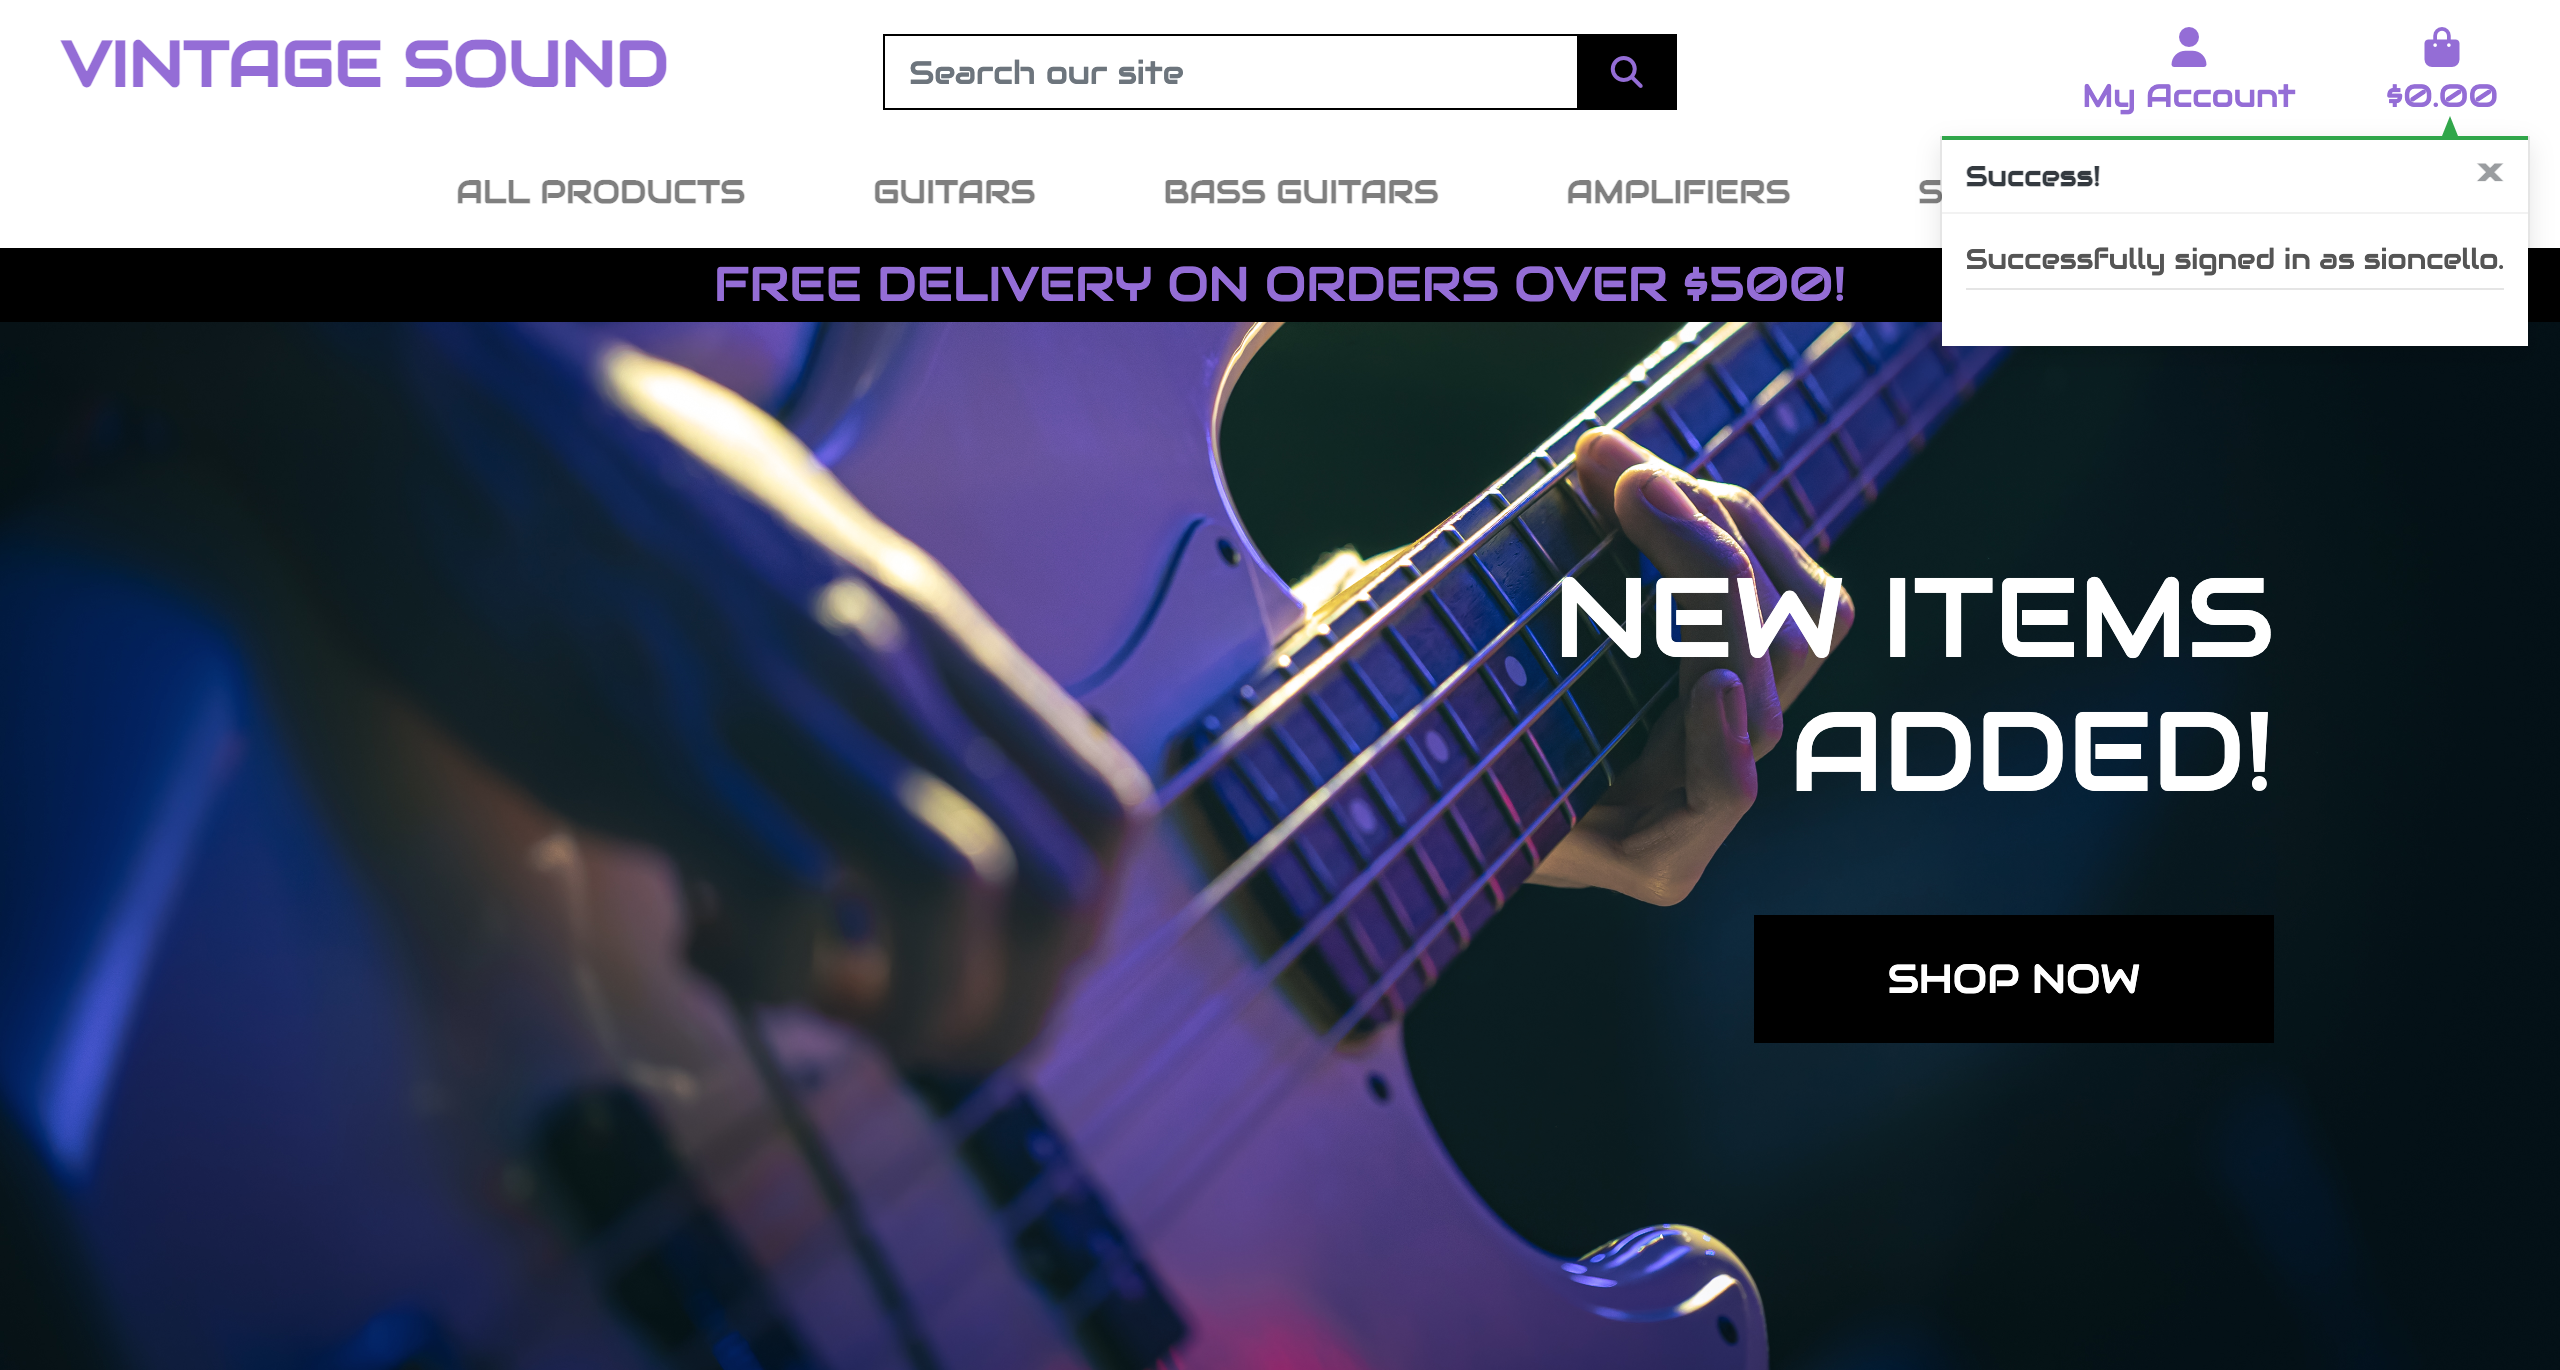 VINTAGE SOUND
Search our site
My Account
$0.00
ALL PRODUCTS
GUITARS
BASS GUITARS
AMPLIFIERS
Success!
x
Successfully signed in as sioncello.
FREE DELIVERY ON ORDERS OVER $500!
NEW ITEMS
ADDED!
SHOP NOW